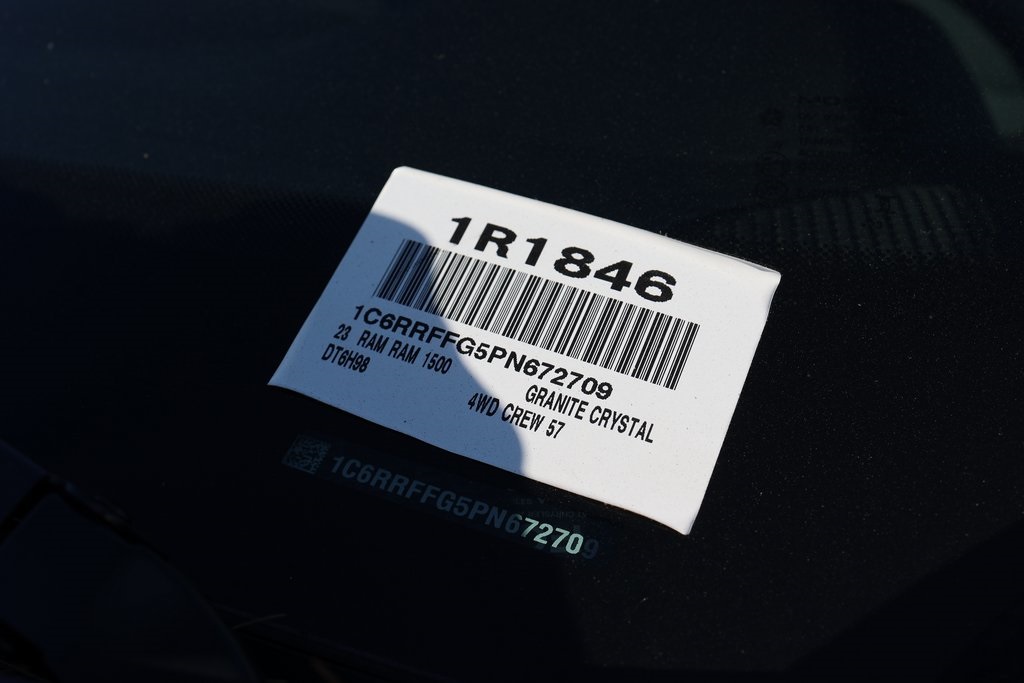 1R1846
1C6RRFFG5PN672709
23 RAM RAM 1500 GRANITE CRYSTAL
DT6H98 4WD CREW 57
1C6RRFFG5PN672709